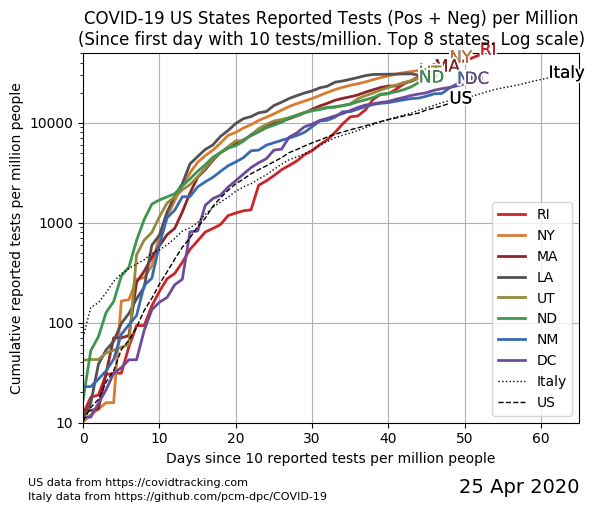 COVID-19 US States Reported Tests (Pos + Neg) per Million
(Since first day with 10 tests/million. Top 8 states, Log scale)
Cumulative reported tests per million people
10000
1000
100
10
0
10
20
30
40
50
60
Days since 10 reported tests per million people
RI
NY
MA
ND
DC
US
Italy
RI
NY
MA
LA
UT
ND
NM
DC
Italy
US
US data from https://covidtracking.com
Italy data from https://github.com/pcm-dpc/COVID-19
25 Apr 2020